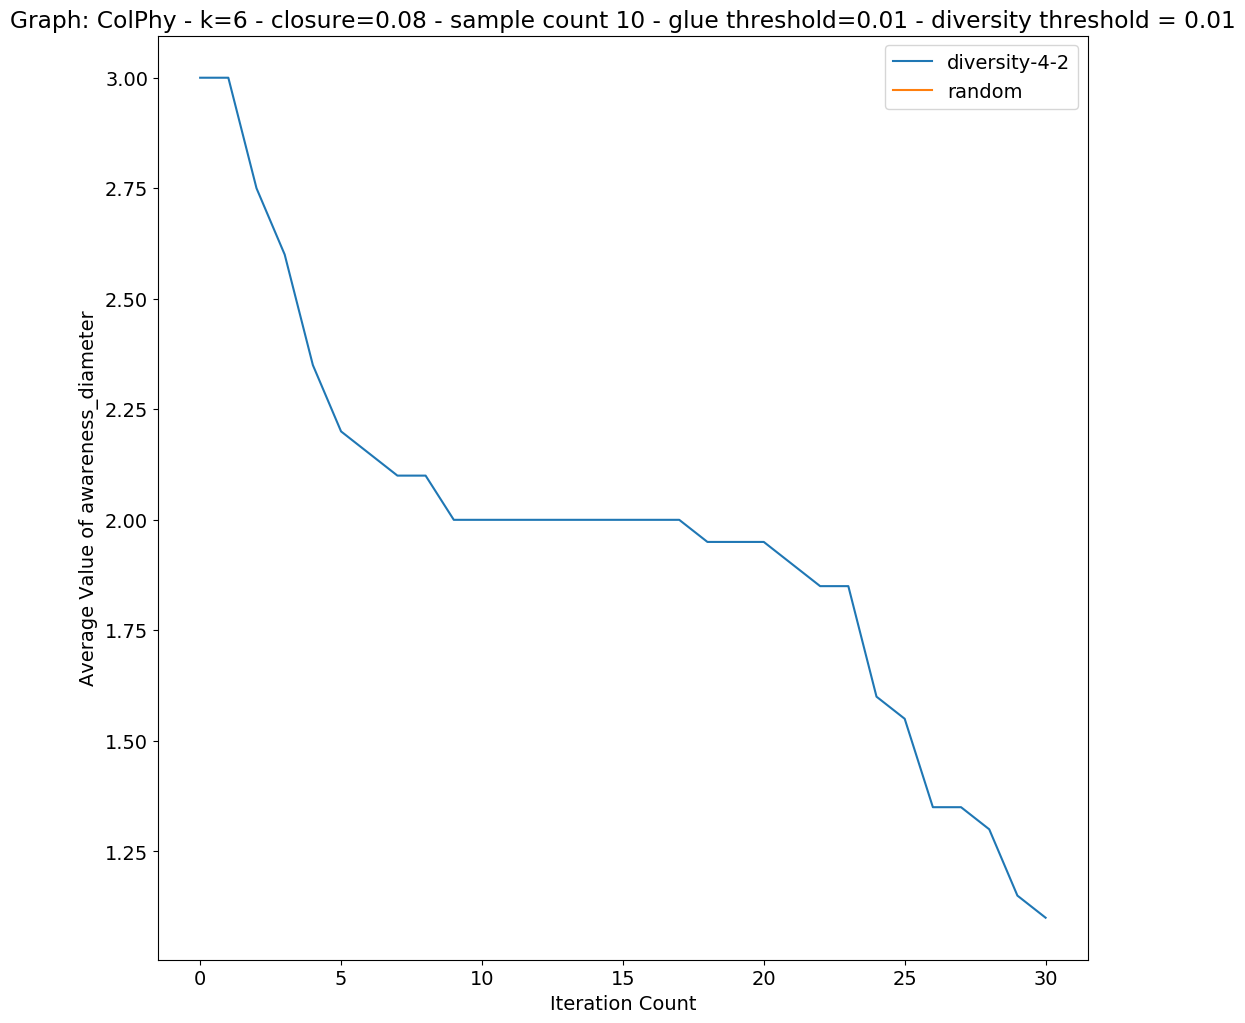 Graph: ColPhy - k=6 - closure=0.08 - sample count 10 - glue threshold=0.01 - diversity threshold = 0.01
diversity-4-2
random
3.00
2.75
2.50
2.25
2.00
1.75
1.50
1.25
Average Value of awareness_diameter
0 5 10 15 20 25 30
Iteration Count